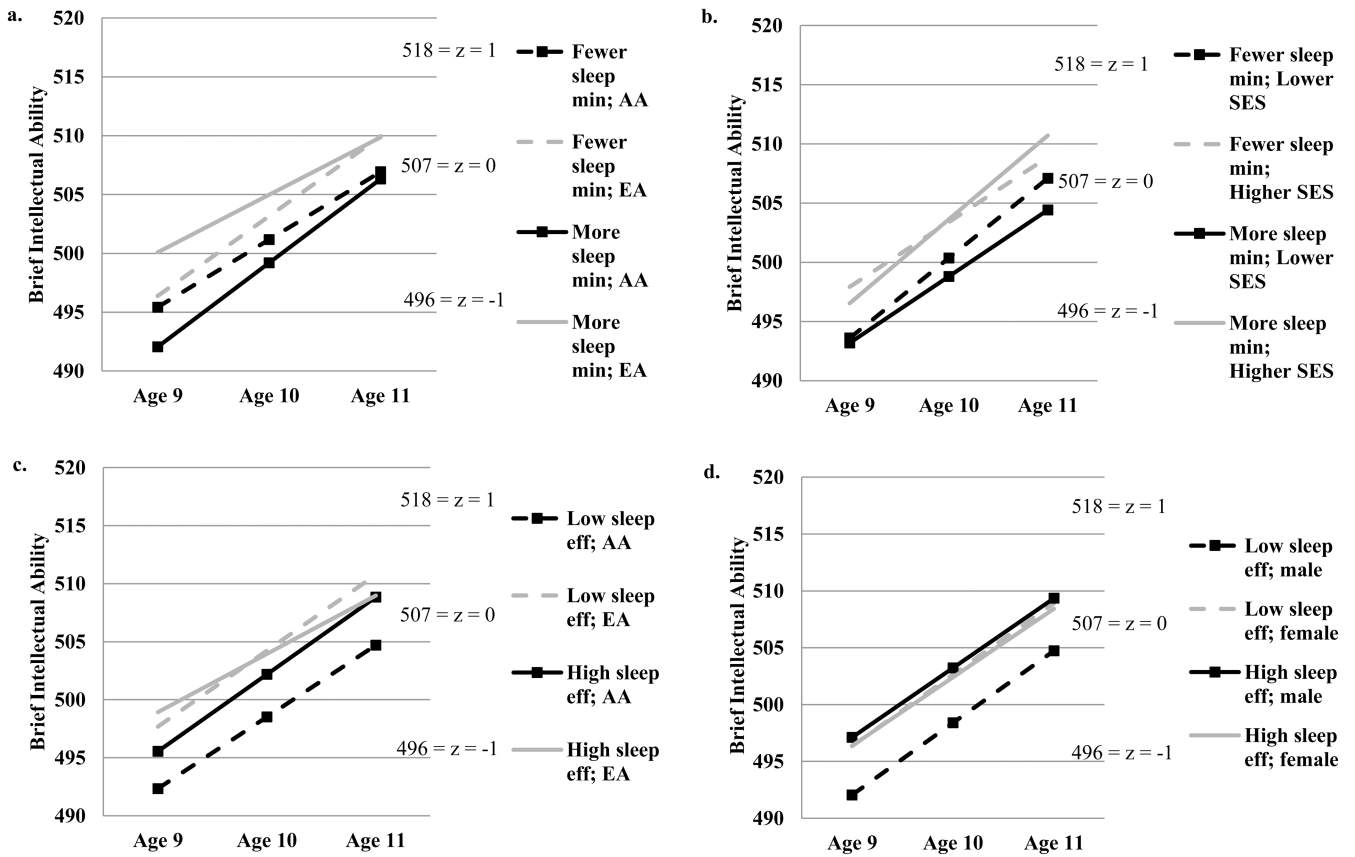 a.
Brief Intellectual Ability
520
515
510
505
500
495
490
518 = z = 1
507 = z = 0
496 = z = -1
Age 9
Age 10
Age 11
Fewer
sleep
min; AA
Fewer
sleep
min; EA
More
sleep
min; AA
More
sleep
min; EA
b.
Brief Intellectual Ability
520
515
510
505
500
495
490
518 = z = 1
507 = z = 0
496 = z = -1
Age 9
Age 10
Age 11
Fewer sleep
min; Lower
SES
Fewer sleep
min;
Higher SES
More sleep
min; Lower
SES
More sleep
min;
Higher SES
c.
Brief Intellectual Ability
520
515
510
505
500
495
490
518 = z = 1
507 = z = 0
496 = z = -1
Age 9
Age 10
Age 11
Low sleep
eff; AA
Low sleep
eff; EA
High sleep
eff; AA
High sleep
eff; EA
d.
Brief Intellectual Ability
520
515
510
505
500
495
490
518 = z = 1
507 = z = 0
496 = z = -1
Age 9
Age 10
Age 11
Low sleep
eff; male
Low sleep
eff; female
High sleep
eff; male
High sleep
eff; female